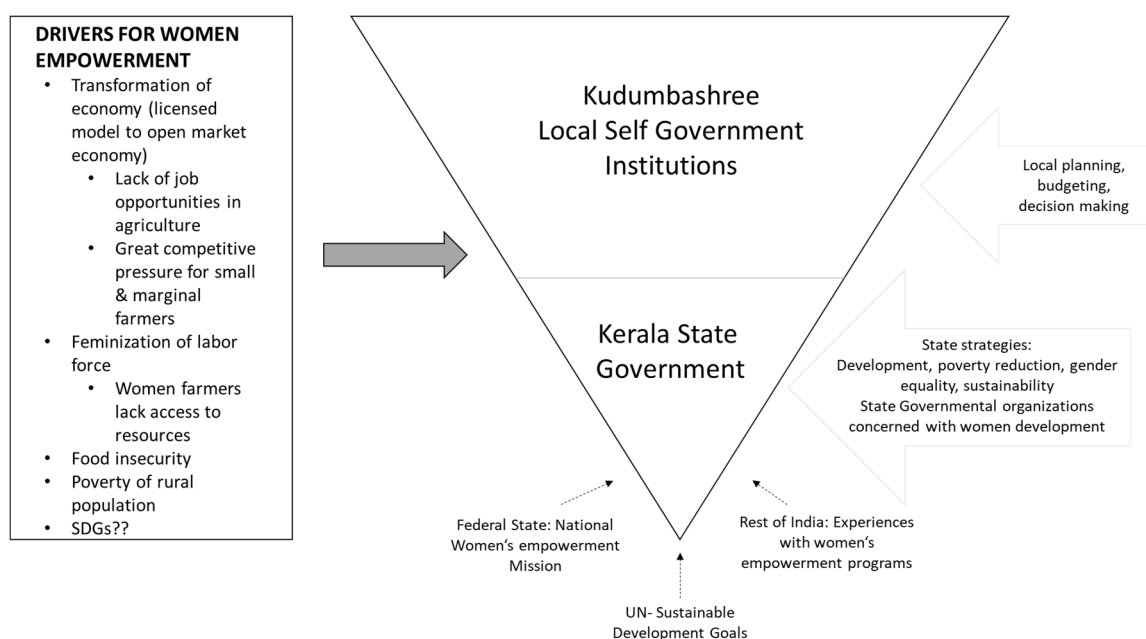 DRIVERS FOR WOMEN
EMPOWERMENT
• Transformation of
economy (licensed
model to open market
economy)
• Lack of job
opportunities in
agriculture
• Great competitive
pressure for small
& marginal
farmers
• Feminization of labor
force
• Women farmers
lack access to
resources
• Food insecurity
• Poverty of rural
population
• SDGs??
Kudumbashree
Local Self Government
Institutions
Local planning,
budgeting,
decision making
Kerala State
Government
State strategies:
Development, poverty reduction, gender
equality, sustainability
State Governmental organizations
concerned with women development
Federal State: National
Women‘s empowerment
Mission
Rest of India: Experiences
with women‘s
empowerment programs
UN- Sustainable
Development Goals